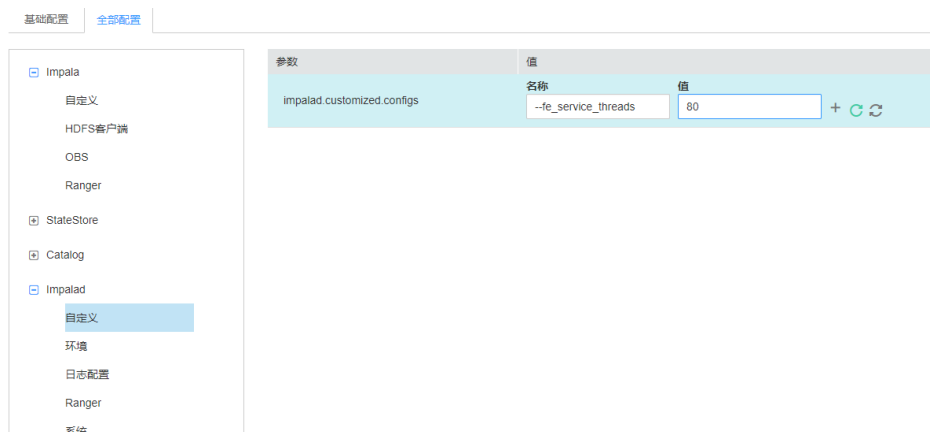 基础配置 全部配置
Impala
自定义
HDFS客户端
OBS
Ranger
StateStore
Catalog
Impalad
自定义
环境
日志配置
Ranger
系统
参数 值
名称 值
impalad.customized.configs --fe_service_threads 80